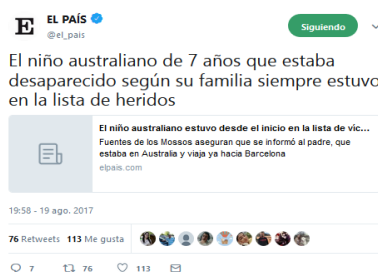 EL PAÍS
@el_pais
Siguiendo
El niño australiano de 7 años que estaba
desaparecido según su familia siempre estuvo
en la lista de heridos
El niño australiano estuvo desde el inicio en la lista de víc...
Fuentes de los Mossos aseguran que se informó al padre, que
estaba en Australia y viaja ya hacia Barcelona
elpais.com
19:58 - 19 ago. 2017
76 Retweets 113 Me gusta
7 76 113